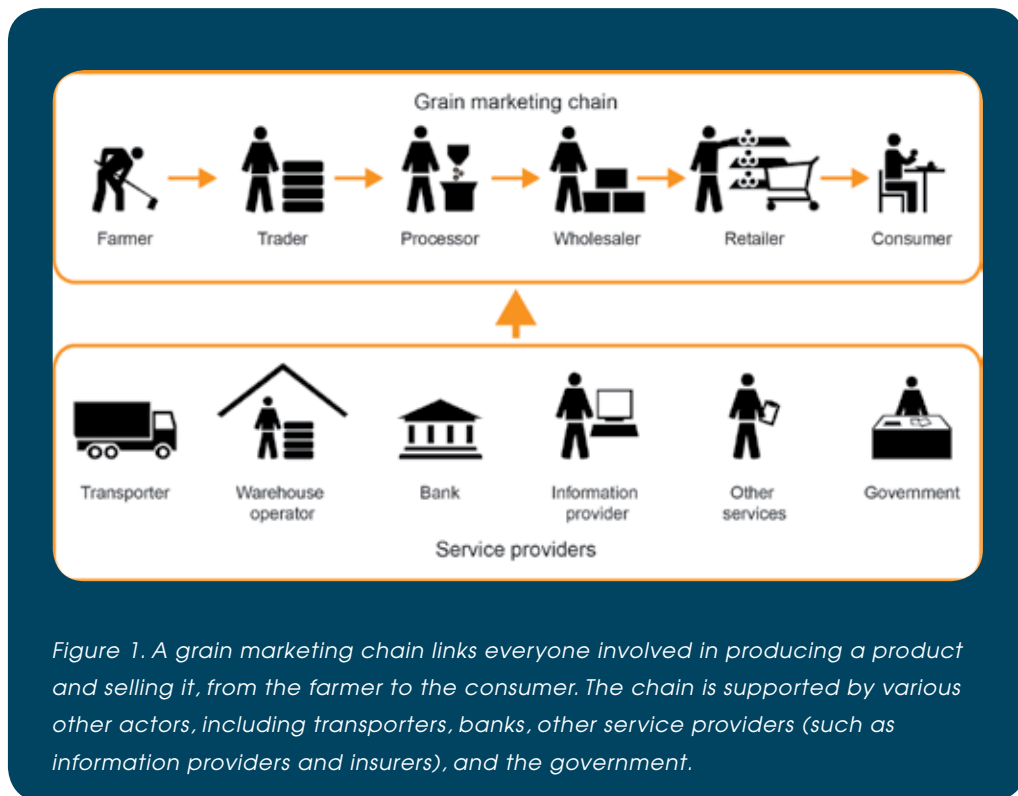 Grain marketing chain
Farmer Trader Processor Wholesaler Retailer Consumer
Transporter Warehouse operator Bank Information provider Other services Government
Service providers
Figure 1. A grain marketing chain links everyone involved in producing a product
and selling it, from the farmer to the consumer. The chain is supported by various
other actors, including transporters, banks, other service providers (such as
information providers and insurers), and the government.